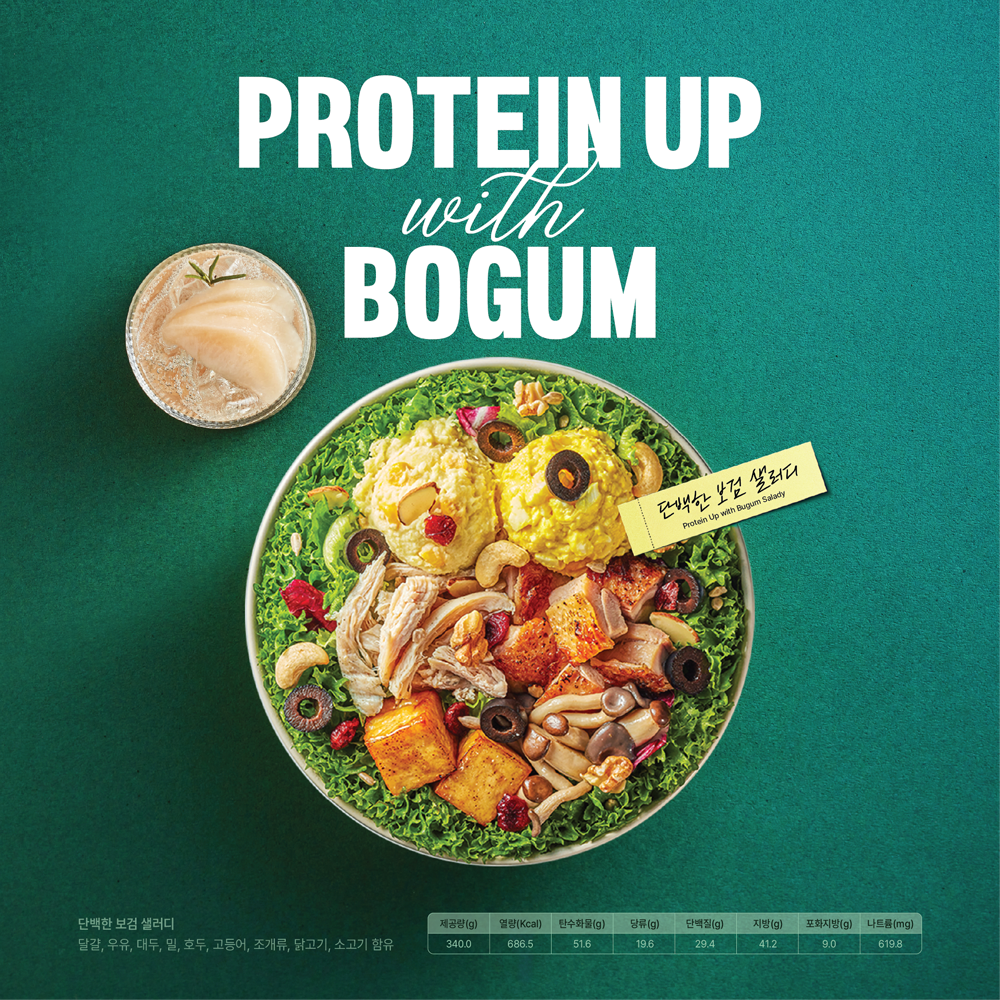 PROTEIN UP
with
BOGUM
단백한 보검 샐러디
Protein Up with Bugum Salady
단백한 보검 샐러디
달걀, 우유, 대두, 밀, 호두, 고등어, 조개류, 닭고기, 소고기 함유
제공량(g) 열량(Kcal) 탄수화물(g) 당류(g) 단백질(g) 지방(g) 포화지방(g) 나트륨(mg)
340.0 686.5 51.6 19.6 29.4 41.2 9.0 619.8